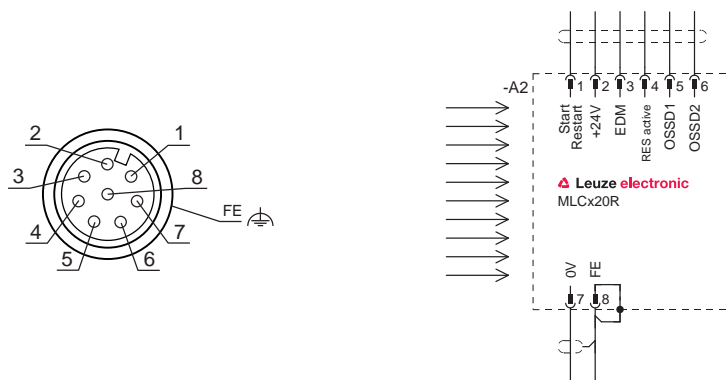 2
1
3
8
4
7
5
6
FE
-A2
1 2 3 4 5 6
Start
Restart
+24V
EDM
RES active
OSSD1
OSSD2
Leuze electronic
MLCx20R
0V
FE
7 8